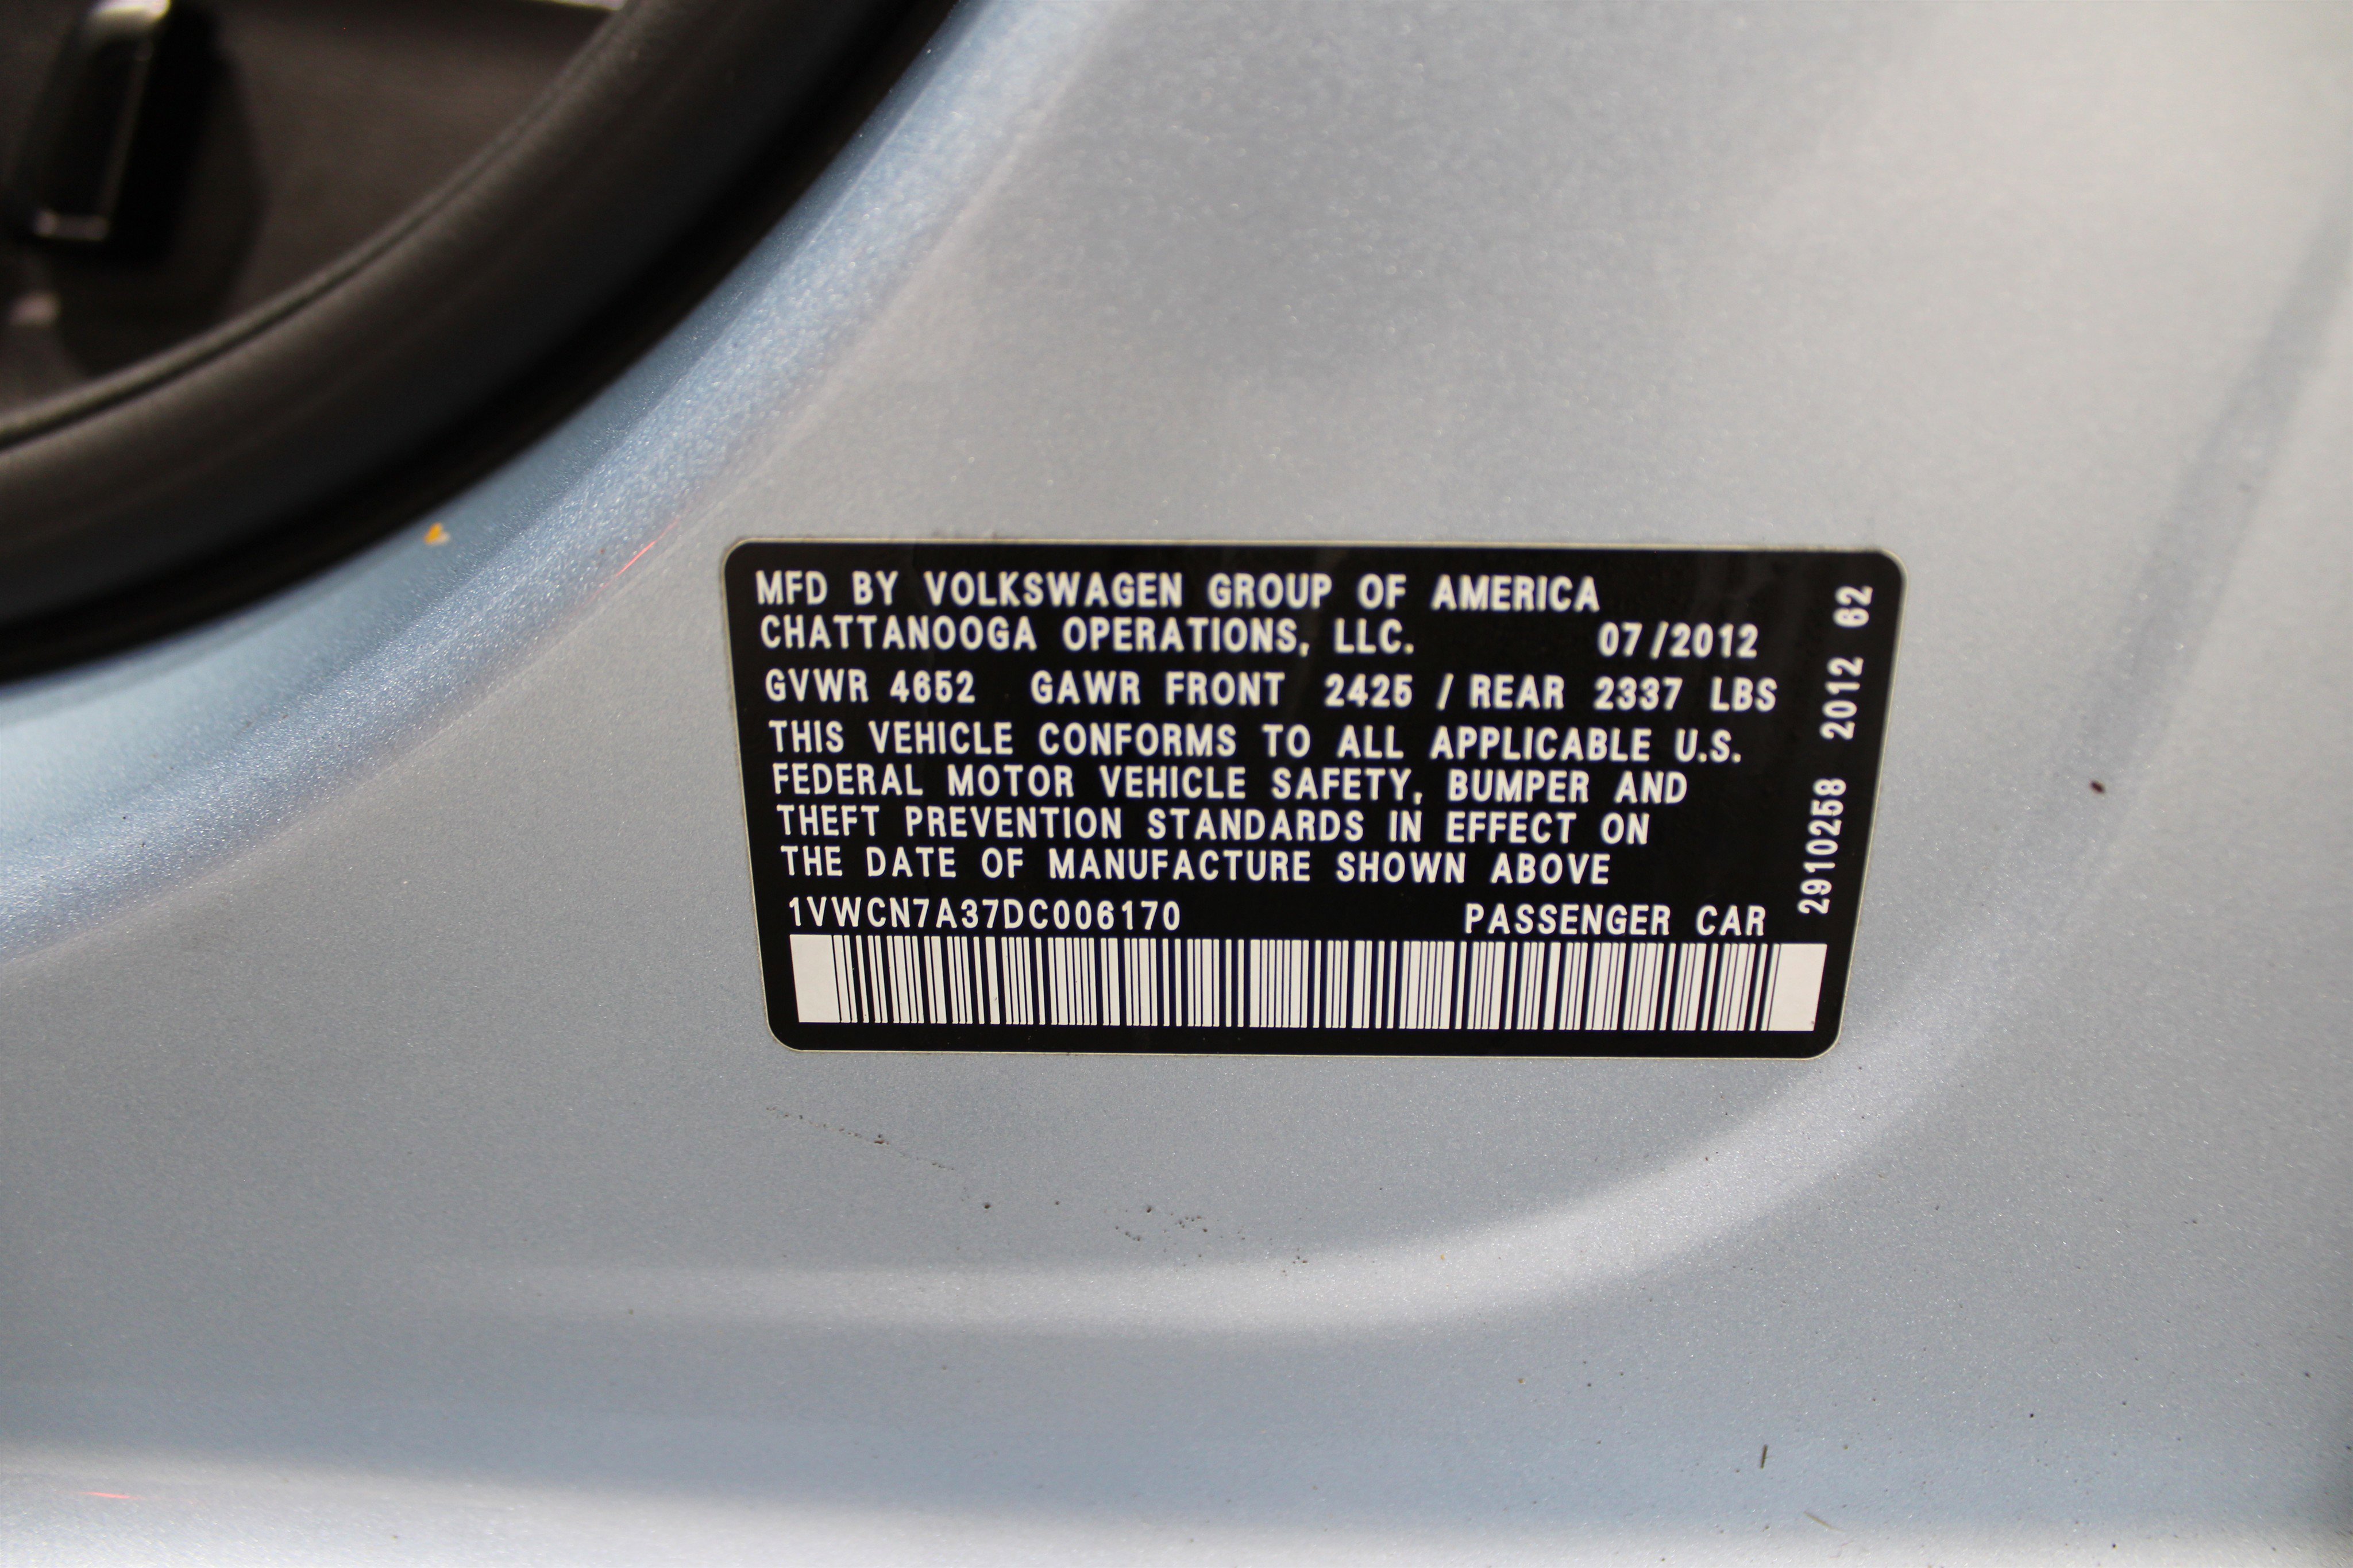 MFD BY VOLKSWAGEN GROUP OF AMERICA
CHATTANOOGA OPERATIONS, LLC. 07/2012
GVWR 4652 GAWR FRONT 2425 / REAR 2337 LBS
THIS VEHICLE CONFORMS TO ALL APPLICABLE U.S.
FEDERAL MOTOR VEHICLE SAFETY, BUMPER AND
THEFT PREVENTION STANDARDS IN EFFECT ON
THE DATE OF MANUFACTURE SHOWN ABOVE
1VWCN7A37DC006170 PASSENGER CAR
2910258 2012 62